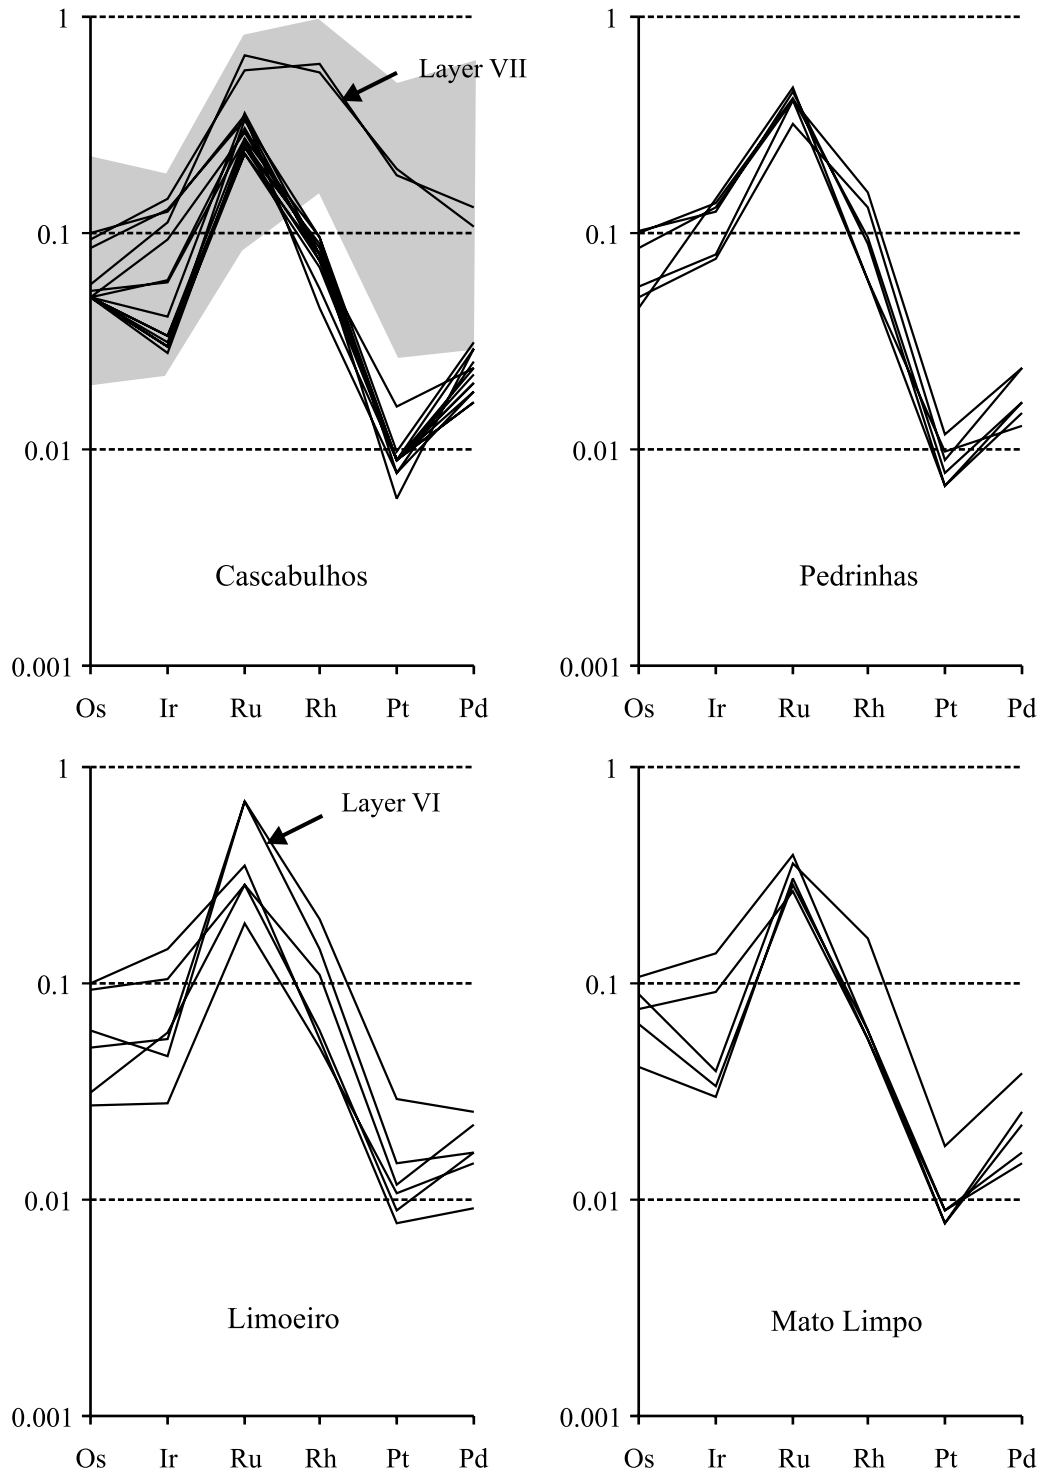 1
Layer VII
0.1
0.01
Cascabulhos
0.001
Os Ir Ru Rh Pt Pd
1
0.1
0.01
Pedrinhas
0.001
Os Ir Ru Rh Pt Pd
1
Layer VI
0.1
0.01
Limoeiro
0.001
Os Ir Ru Rh Pt Pd
1
0.1
0.01
Mato Limpo
0.001
Os Ir Ru Rh Pt Pd